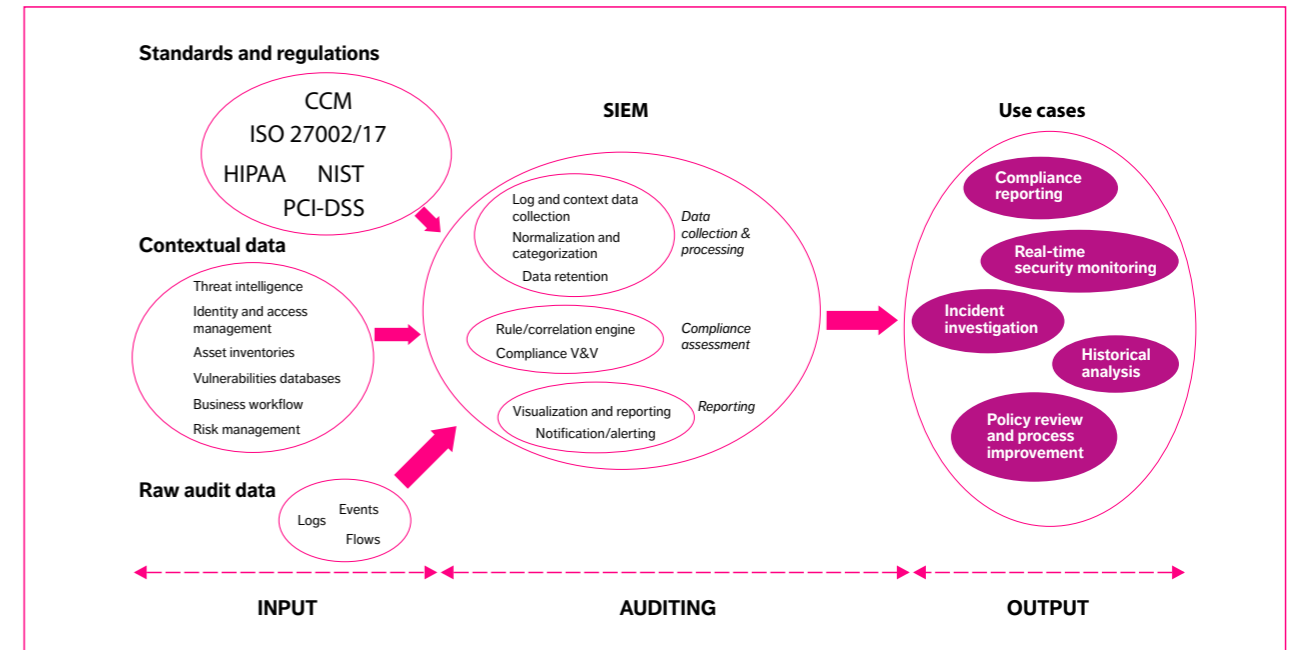 Standards and regulations
CCM
ISO 27002/17
HIPAA NIST
PCI-DSS
Contextual data
Threat intelligence
Identity and access
management
Asset inventories
Vulnerabilities databases
Business workflow
Risk management
Raw audit data
Logs
Events
Flows
SIEM
Log and context data
collection
Normalization and
categorization
Data retention
Data
collection &
processing
Rule/correlation engine
Compliance V&V
Compliance
assessment
Visualization and reporting
Notification/alerting
Reporting
Use cases
Compliance
reporting
Real-time
security monitoring
Incident
investigation
Historical
analysis
Policy review
and process
improvement
INPUT
AUDITING
OUTPUT